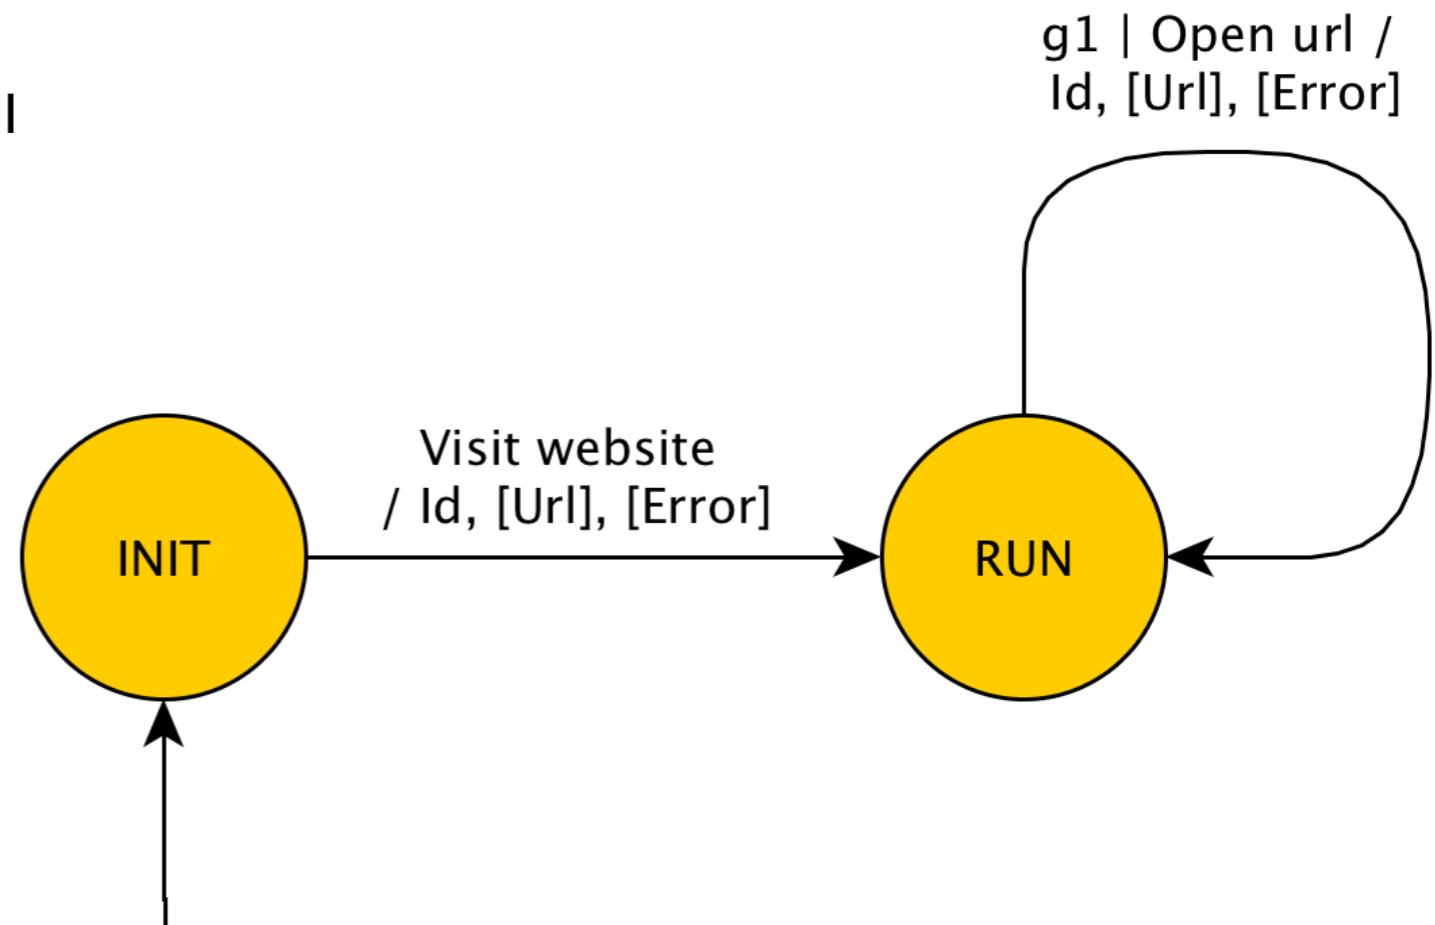 g1 | Open url /
Id, [Url], [Error]
l
Visit website
/ Id, [Url], [Error]
INIT
RUN